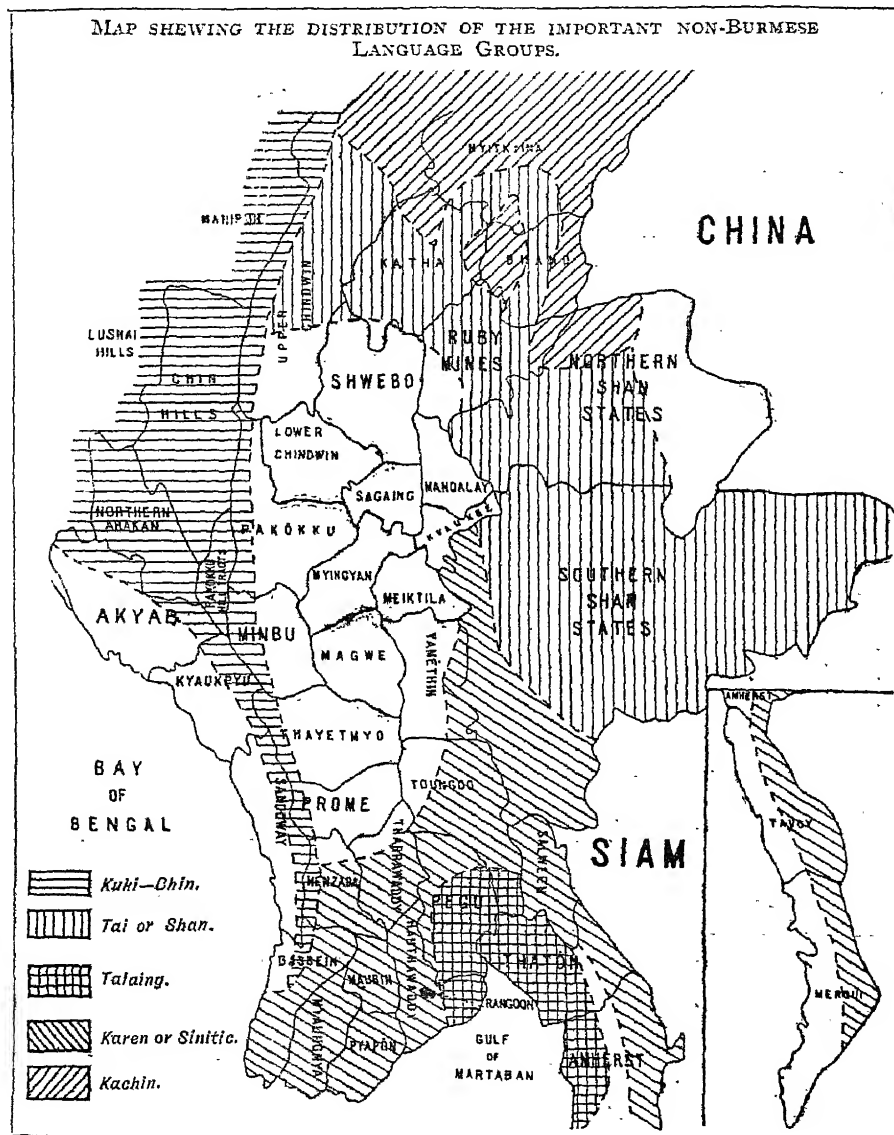 MAP SHEWING THE DISTRIBUTION OF THE IMPORTANT NON-BURMESE
LANGUAGE GROUPS.
CHINA
KATHA
UPPER
CHINDWIN
LUSHAI
HILLS
CHIN
HILLS
RUBY
MINES
NORTHERN
SHAN
STATES
SHWEBO
LOWER
CHINDWIN
SAGAING
MANDALAY
NORTHERN
ARAKAN
PAKÔKKU
KYAUKSE
MYINGYAN
MEIKTILA
PAKOKKU
HILL TRACTS
SOUTHERN
SHAN
STATES
AKYAB
MINBU
MAGWE
YAMÈTHIN
KYAUKPYU
THAYETMYO
AMHERST
BAY
OF
BENGAL
SANDOWAY
PROME
TOUNGOO
SIAM
TAVOY
SALWEEN
THARRAWADDY
HENZADA
PEGU
HANTHAWADDY
THATON
BASSEIN
MAUBIN
MYAUNGMYA
PYAPON
RANGOON
GULF
OF
MARTABAN
AMHERST
MERGUI
Kuki—Chin.
Tai or Shan.
Talaing.
Karen or Sinitic.
Kachin.